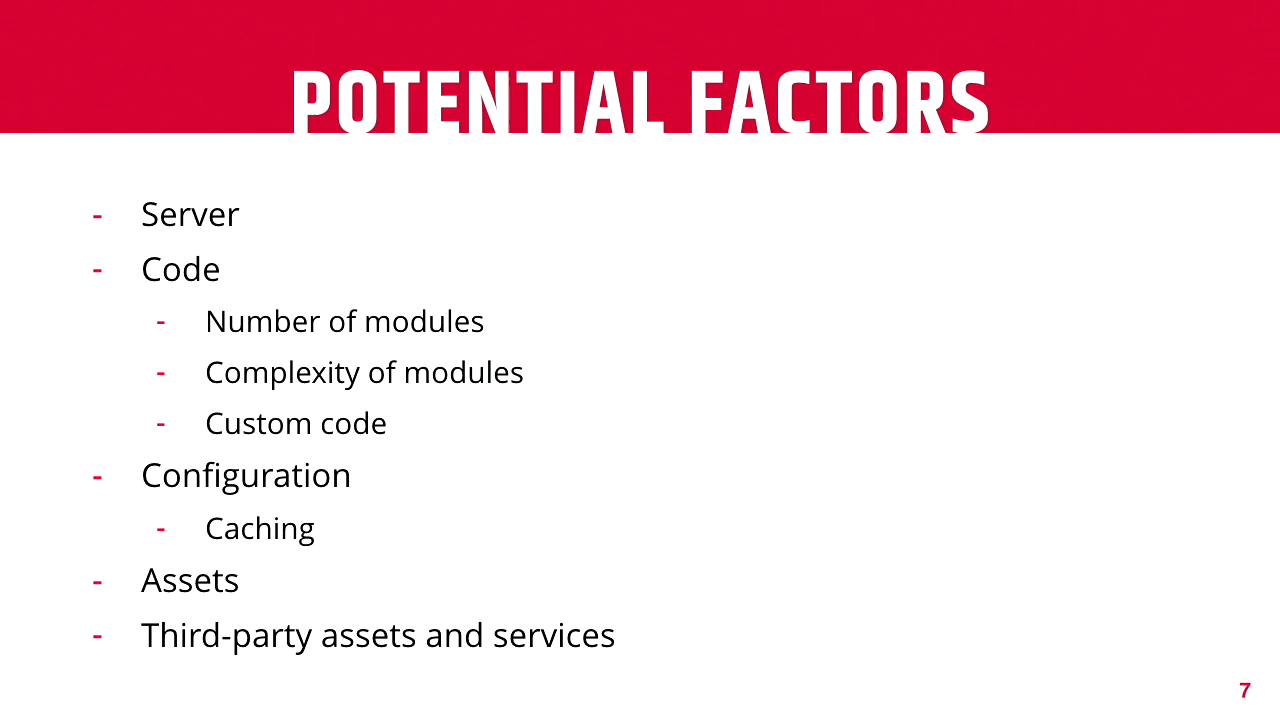 POTENTIAL FACTORS
- Server
- Code
- Number of modules
- Complexity of modules
- Custom code
- Configuration
- Caching
- Assets
- Third-party assets and services
7